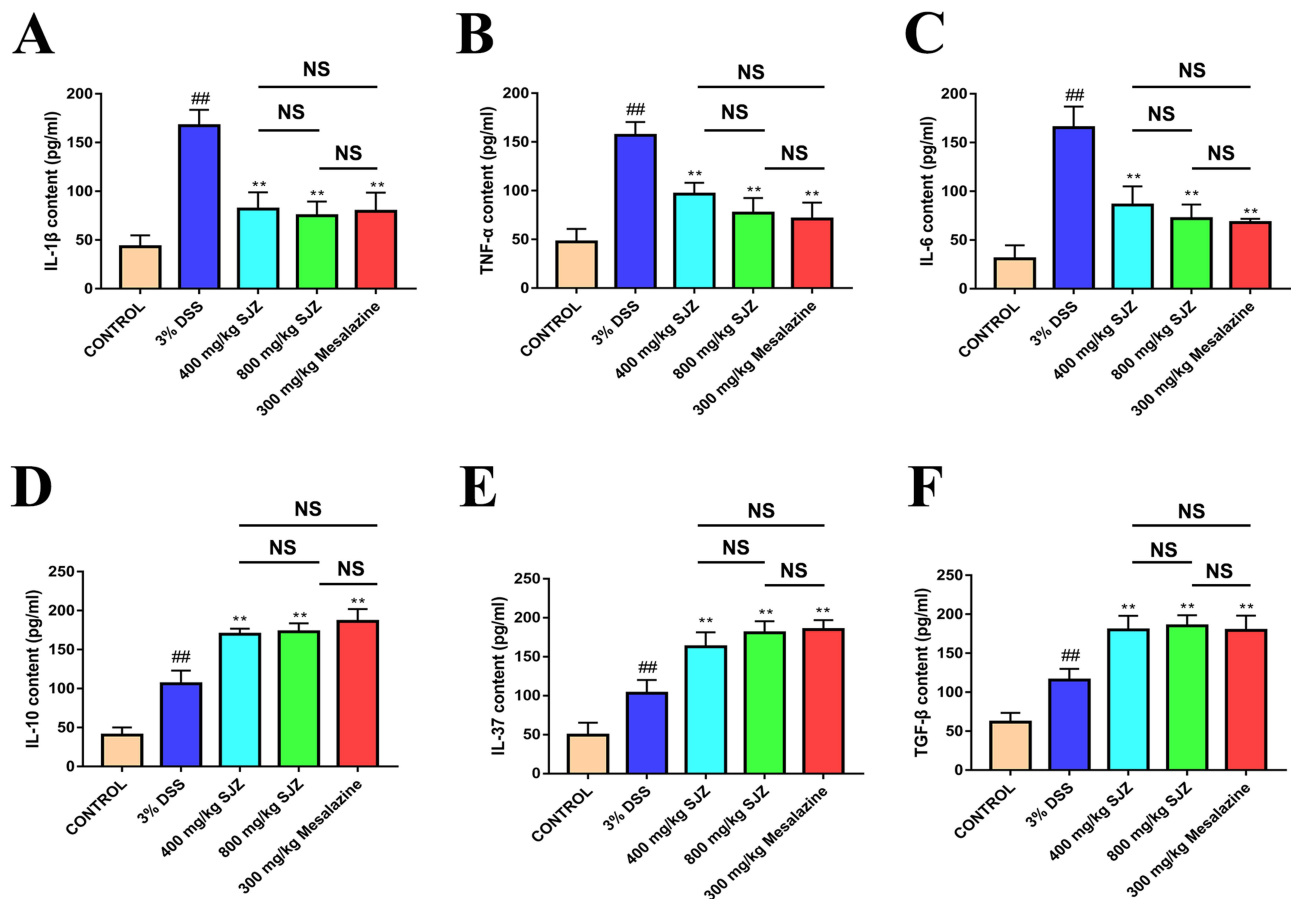 A
IL-1β content (pg/ml)
200
150
100
50
0
##
**
**
**
NS
NS
NS
CONTROL
3% DSS
400 mg/kg SJZ
800 mg/kg SJZ
300 mg/kg Mesalazine
B
TNF-α content (pg/ml)
200
150
100
50
0
##
**
**
**
NS
NS
NS
CONTROL
3% DSS
400 mg/kg SJZ
800 mg/kg SJZ
300 mg/kg Mesalazine
C
IL-6 content (pg/ml)
200
150
100
50
0
##
**
**
**
NS
NS
NS
CONTROL
3% DSS
400 mg/kg SJZ
800 mg/kg SJZ
300 mg/kg Mesalazine
D
IL-10 content (pg/ml)
250
200
150
100
50
0
##
**
**
**
NS
NS
NS
CONTROL
3% DSS
400 mg/kg SJZ
800 mg/kg SJZ
300 mg/kg Mesalazine
E
IL-37 content (pg/ml)
250
200
150
100
50
0
##
**
**
**
NS
NS
NS
CONTROL
3% DSS
400 mg/kg SJZ
800 mg/kg SJZ
300 mg/kg Mesalazine
F
TGF-β content (pg/ml)
250
200
150
100
50
0
##
**
**
**
NS
NS
NS
CONTROL
3% DSS
400 mg/kg SJZ
800 mg/kg SJZ
300 mg/kg Mesalazine